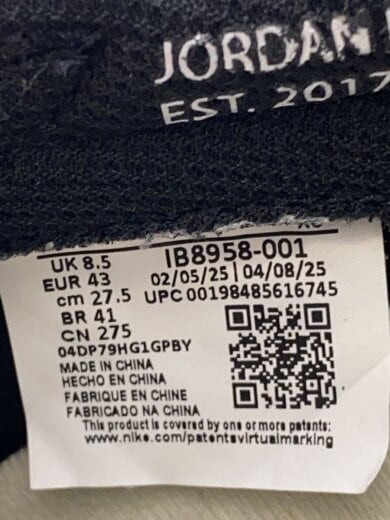 JORDAN
EST. 2017
UK 8.5
EUR 43
cm 27.5
BR 41
CN 275
04DP79HG1GPBY
MADE IN CHINA
HECHO EN CHINA
FABRIQUE EN CHINE
FABRICADO NA CHINA
IB8958-001
02/05/25 | 04/08/25
UPC 00198485616745
This product is covered by one or more patents:
www.nike.com/patentsvirtualmarking